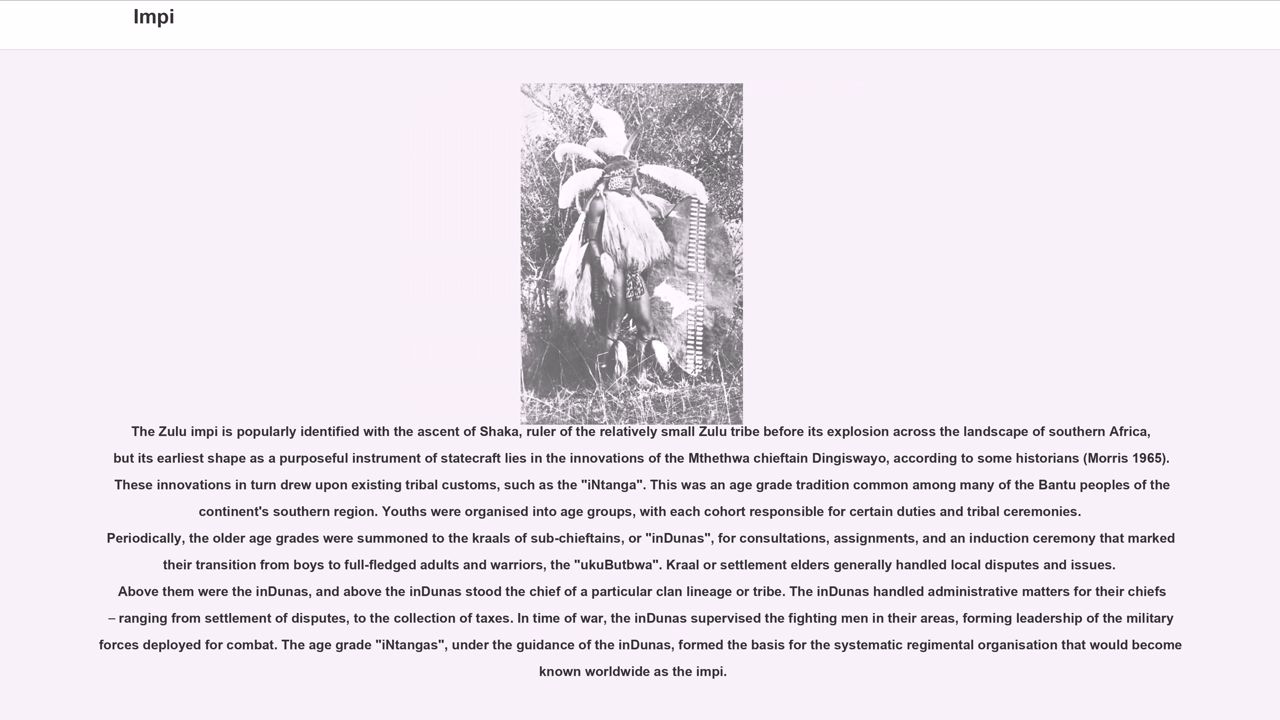 Impi
The Zulu impi is popularly identified with the ascent of Shaka, ruler of the relatively small Zulu tribe before its explosion across the landscape of southern Africa,
but its earliest shape as a purposeful instrument of statecraft lies in the innovations of the Mthethwa chieftain Dingiswayo, according to some historians (Morris 1965).
These innovations in turn drew upon existing tribal customs, such as the "iNtanga". This was an age grade tradition common among many of the Bantu peoples of the
continent's southern region. Youths were organised into age groups, with each cohort responsible for certain duties and tribal ceremonies.
Periodically, the older age grades were summoned to the kraals of sub-chieftains, or "inDunas", for consultations, assignments, and an induction ceremony that marked
their transition from boys to full-fledged adults and warriors, the "ukuButbwa". Kraal or settlement elders generally handled local disputes and issues.
Above them were the inDunas, and above the inDunas stood the chief of a particular clan lineage or tribe. The inDunas handled administrative matters for their chiefs
– ranging from settlement of disputes, to the collection of taxes. In time of war, the inDunas supervised the fighting men in their areas, forming leadership of the military
forces deployed for combat. The age grade "iNtangas", under the guidance of the inDunas, formed the basis for the systematic regimental organisation that would become
known worldwide as the impi.